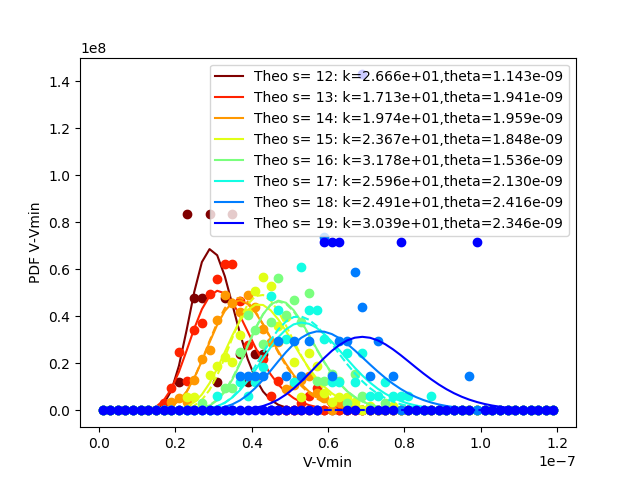 1e8
Theo s= 12: k=2.666e+01,theta=1.143e-09
Theo s= 13: k=1.713e+01,theta=1.941e-09
Theo s= 14: k=1.974e+01,theta=1.959e-09
Theo s= 15: k=2.367e+01,theta=1.848e-09
Theo s= 16: k=3.178e+01,theta=1.536e-09
Theo s= 17: k=2.596e+01,theta=2.130e-09
Theo s= 18: k=2.491e+01,theta=2.416e-09
Theo s= 19: k=3.039e+01,theta=2.346e-09
1.4
1.2
1.0
0.8
0.6
0.4
0.2
0.0
PDF V-Vmin
0.0 0.2 0.4 0.6 0.8 1.0 1.2
1e−7
V-Vmin